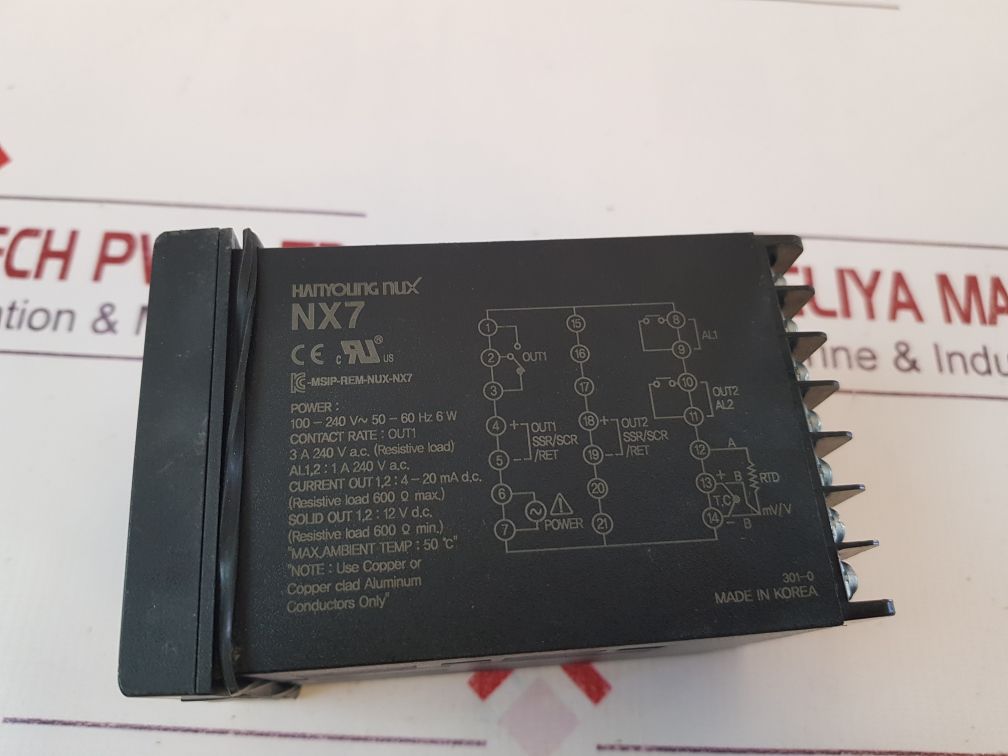 TECH PV
ation & M
ELIYA MA
ine & Indu
HANYOUNG NUX
NX7
CE c RU ® US
-MSIP-REM-NUX-NX7
POWER :
100 - 240 V~ 50 - 60 Hz 6 W
CONTACT RATE : OUT1
3 A 240 V a.c. (Resistive load)
AL1,2 : 1 A 240 V a.c.
CURRENT OUT 1,2 : 4 - 20 mA d.c.
(Resistive load 600 Ω max.)
SOLID OUT 1,2 : 12 V d.c.
(Resistive load 600 Ω min.)
"MAX,AMBIENT TEMP : 50 ℃"
"NOTE : Use Copper or
Copper clad Aluminum
Conductors Only"
1
2 OUT1
3
4 + OUT1
SSR/SCR
5 - /RET
6
7 POWER
15
16
17
18 + OUT2
SSR/SCR
19 - /RET
20
21
8
AL1
9
10 OUT2
11 AL2
12 A
13 + B RTD
T.C
14 - B mV/V
301-0
MADE IN KOREA